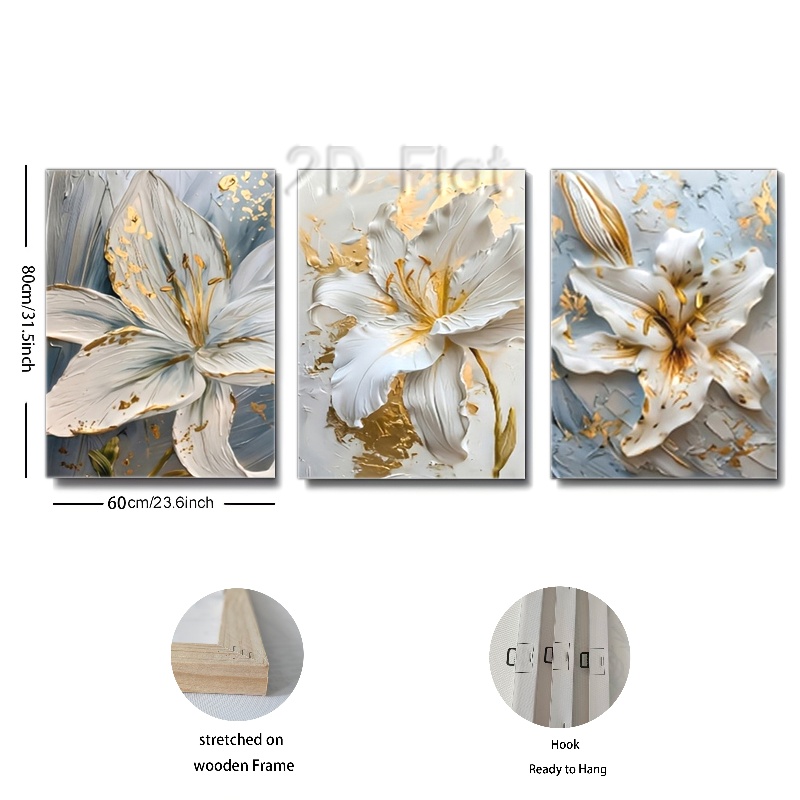 2D Flat
80cm/31.5inch
60cm/23.6inch
stretched on
wooden Frame
Hook
Ready to Hang